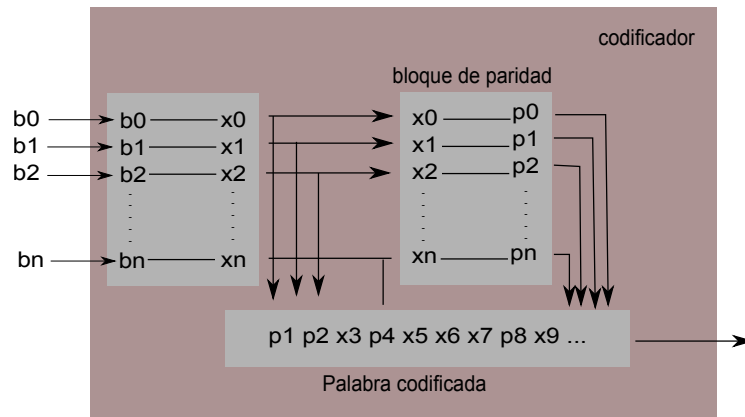 codificador
bloque de paridad
b0 b0 x0 x0 p0
b1 b1 x1 x1 p1
b2 b2 x2 x2 p2
bn bn xn xn pn
p1 p2 x3 p4 x5 x6 x7 p8 x9 ...
Palabra codificada